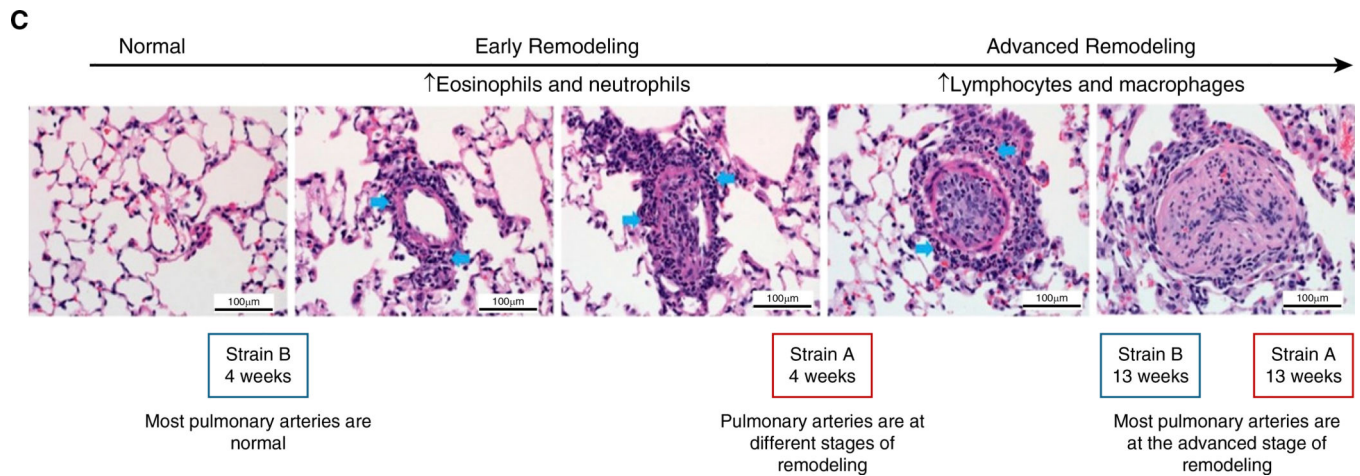 C
Normal
Early Remodeling
Advanced Remodeling
↑Eosinophils and neutrophils
↑Lymphocytes and macrophages
100μm
100μm
100μm
100μm
100μm
Strain B
4 weeks
Strain A
4 weeks
Strain B
13 weeks
Strain A
13 weeks
Most pulmonary arteries are
normal
Pulmonary arteries are at
different stages of
remodeling
Most pulmonary arteries are
at the advanced stage of
remodeling